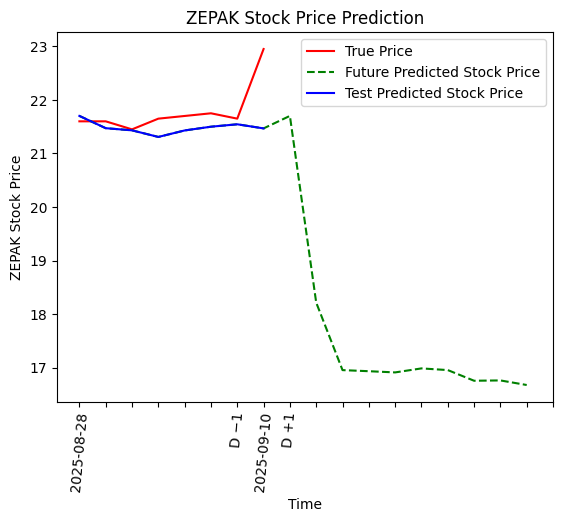 ZEPAK Stock Price Prediction
True Price
Future Predicted Stock Price
Test Predicted Stock Price
ZEPAK Stock Price
23
22
21
20
19
18
17
2025-08-28
D −1
2025-09-10
D +1
Time